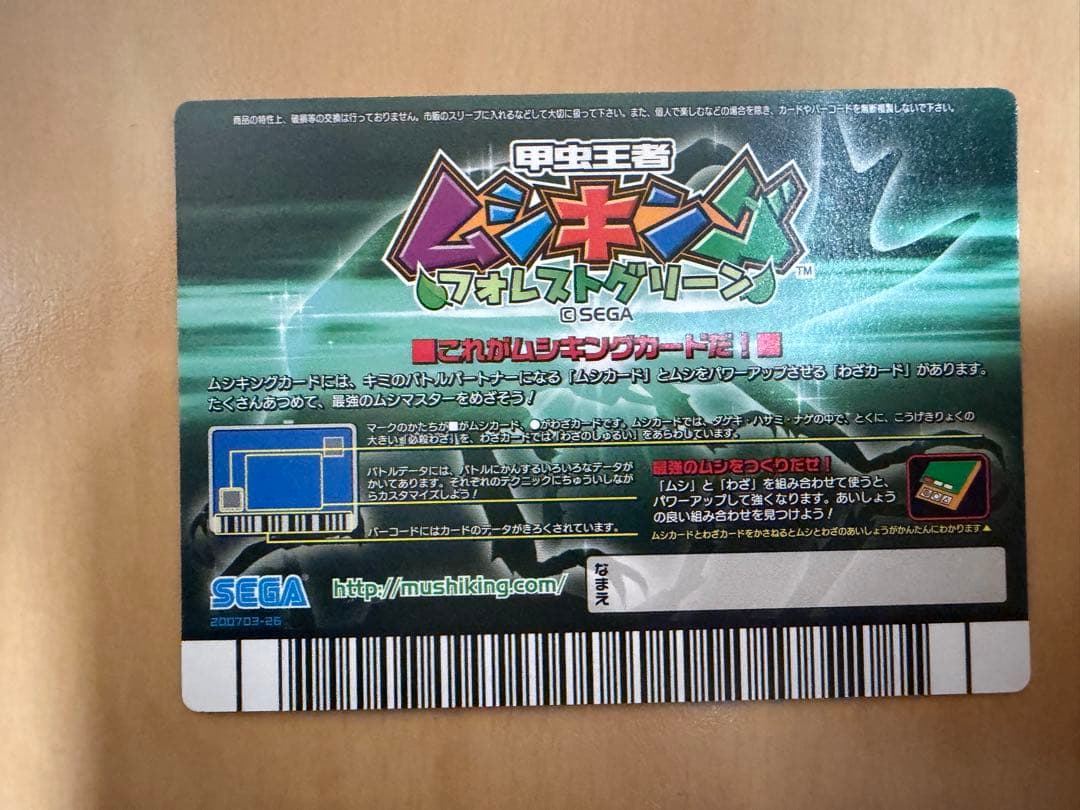 商品の特性上、破損等の交換は行っておりません。市販のスリーブに入れるなどして大切に扱って下さい。また、個人で楽しむなどの場合を除き、カードやバーコードを無断複製しないで下さい。
甲虫王者
ムシキング
TM
フォレストグリーン
© SEGA
■これがムシキングカードだ!■
ムシキングカードには、キミのバトルパートナーになる「ムシカード」とムシをパワーアップさせる「わざカード」があります。
たくさんあつめて、最強のムシマスターをめざそう!
マークのかたちが■がムシカード、●がわざカードです。ムシカードでは、ダゲキ・ハサミ・ナゲの中で、とくに、こうげきりょくの
大きい"必殺わざ"を、わざカードでは"わざのしゅるい"をあらわしています。
バトルデータには、バトルにかんするいろいろなデータが
かいてあります。それぞれのテクニックにちゅういしなが
らカスタマイズしよう!
バーコードにはカードのデータがきろくされています。
最強のムシをつくりだせ!
「ムシ」と「わざ」を組み合わせて使うと、
パワーアップして強くなります。あいしょう
の良い組み合わせを見つけよう!
ムシカードとわざカードをかさねるとムシとわざのあいしょうがかんたんにわかります▲
SEGA
200703-26
http://mushiking.com/
なまえ